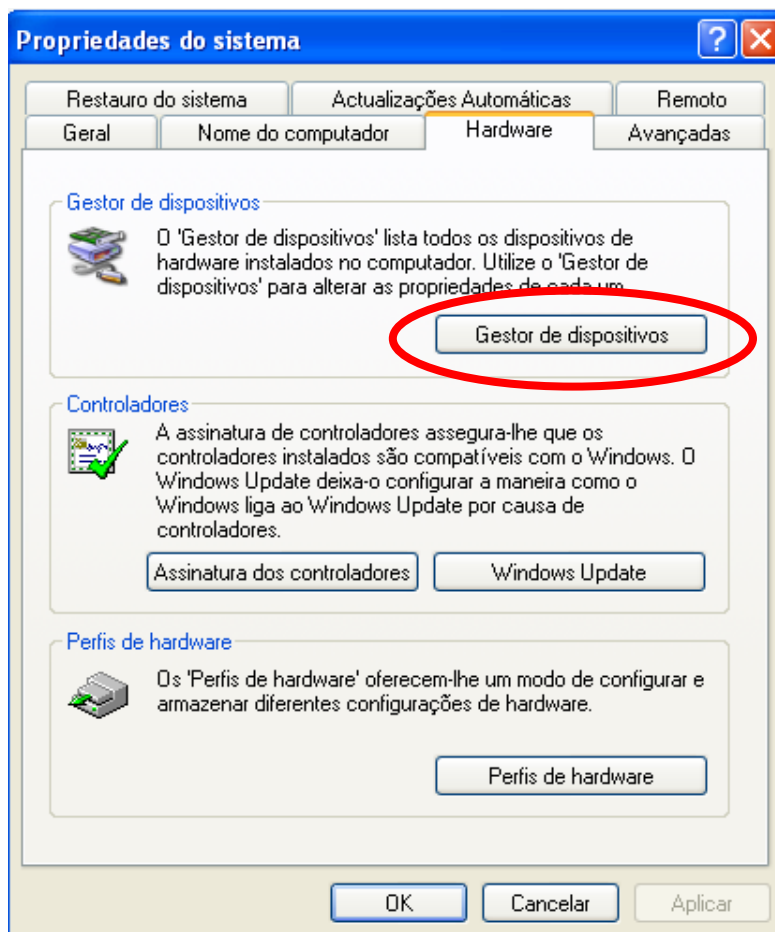 Propriedades do sistema
Restauro do sistema
Actualizações Automáticas
Remoto
Geral
Nome do computador
Hardware
Avançadas
Gestor de dispositivos
O 'Gestor de dispositivos' lista todos os dispositivos de
hardware instalados no computador. Utilize o 'Gestor de
dispositivos' para alterar as propriedades de cada um.
Gestor de dispositivos
Controladores
A assinatura de controladores assegura-lhe que os
controladores instalados são compatíveis com o Windows. O
Windows Update deixa-o configurar a maneira como o
Windows liga ao Windows Update por causa de
controladores.
Assinatura dos controladores
Windows Update
Perfis de hardware
Os 'Perfis de hardware' oferecem-lhe um modo de configurar e
armazenar diferentes configurações de hardware.
Perfis de hardware
OK
Cancelar
Aplicar